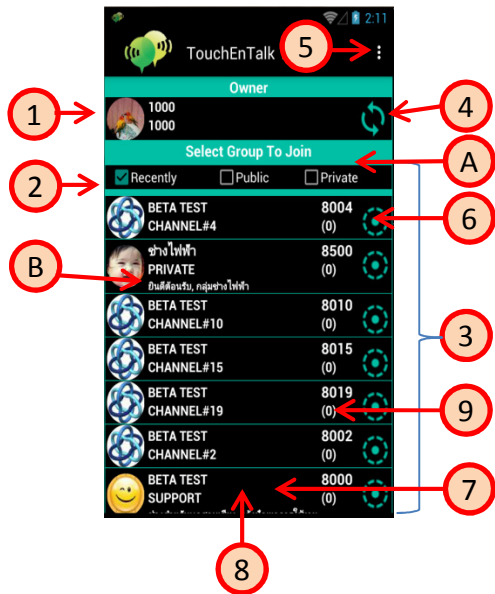 2:11
TouchEnTalk
5
Owner
1
1000
1000
4
Select Group To Join
A
2
Recently
Public
Private
BETA TEST
8004
CHANNEL#4
(0)
6
B
ช่างไฟฟ้า
8500
PRIVATE
(0)
ยินดีต้อนรับ, กลุ่มช่างไฟฟ้า
BETA TEST
8010
CHANNEL#10
(0)
3
BETA TEST
8015
CHANNEL#15
(0)
BETA TEST
8019
CHANNEL#19
(0)
9
BETA TEST
8002
CHANNEL#2
(0)
BETA TEST
8000
SUPPORT
(0)
7
8